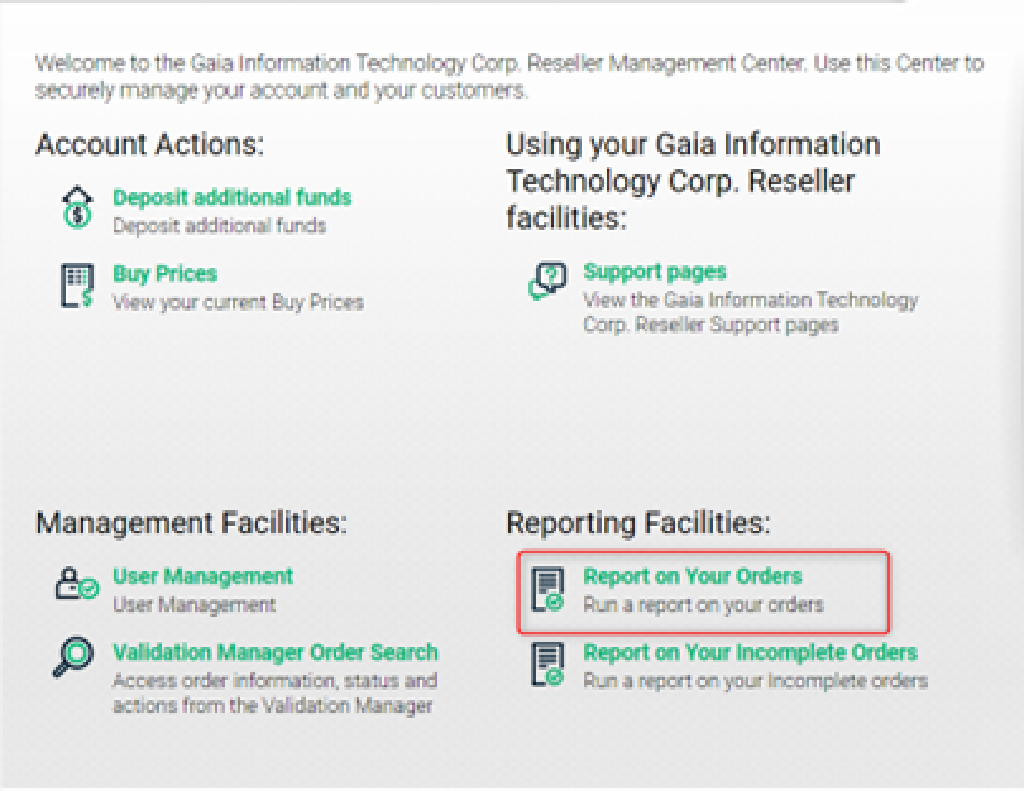 Welcome to the Gaia Information Technology Corp. Reseller Management Center. Use this Center to
securely manage your account and your customers.
Account Actions:
Deposit additional funds
Deposit additional funds
Buy Prices
View your current Buy Prices
Using your Gaia Information
Technology Corp. Reseller
facilities:
Support pages
View the Gaia Information Technology
Corp. Reseller Support pages
Management Facilities:
User Management
User Management
Validation Manager Order Search
Access order information, status and
actions from the Validation Manager
Reporting Facilities:
Report on Your Orders
Run a report on your orders
Report on Your Incomplete Orders
Run a report on your Incomplete orders